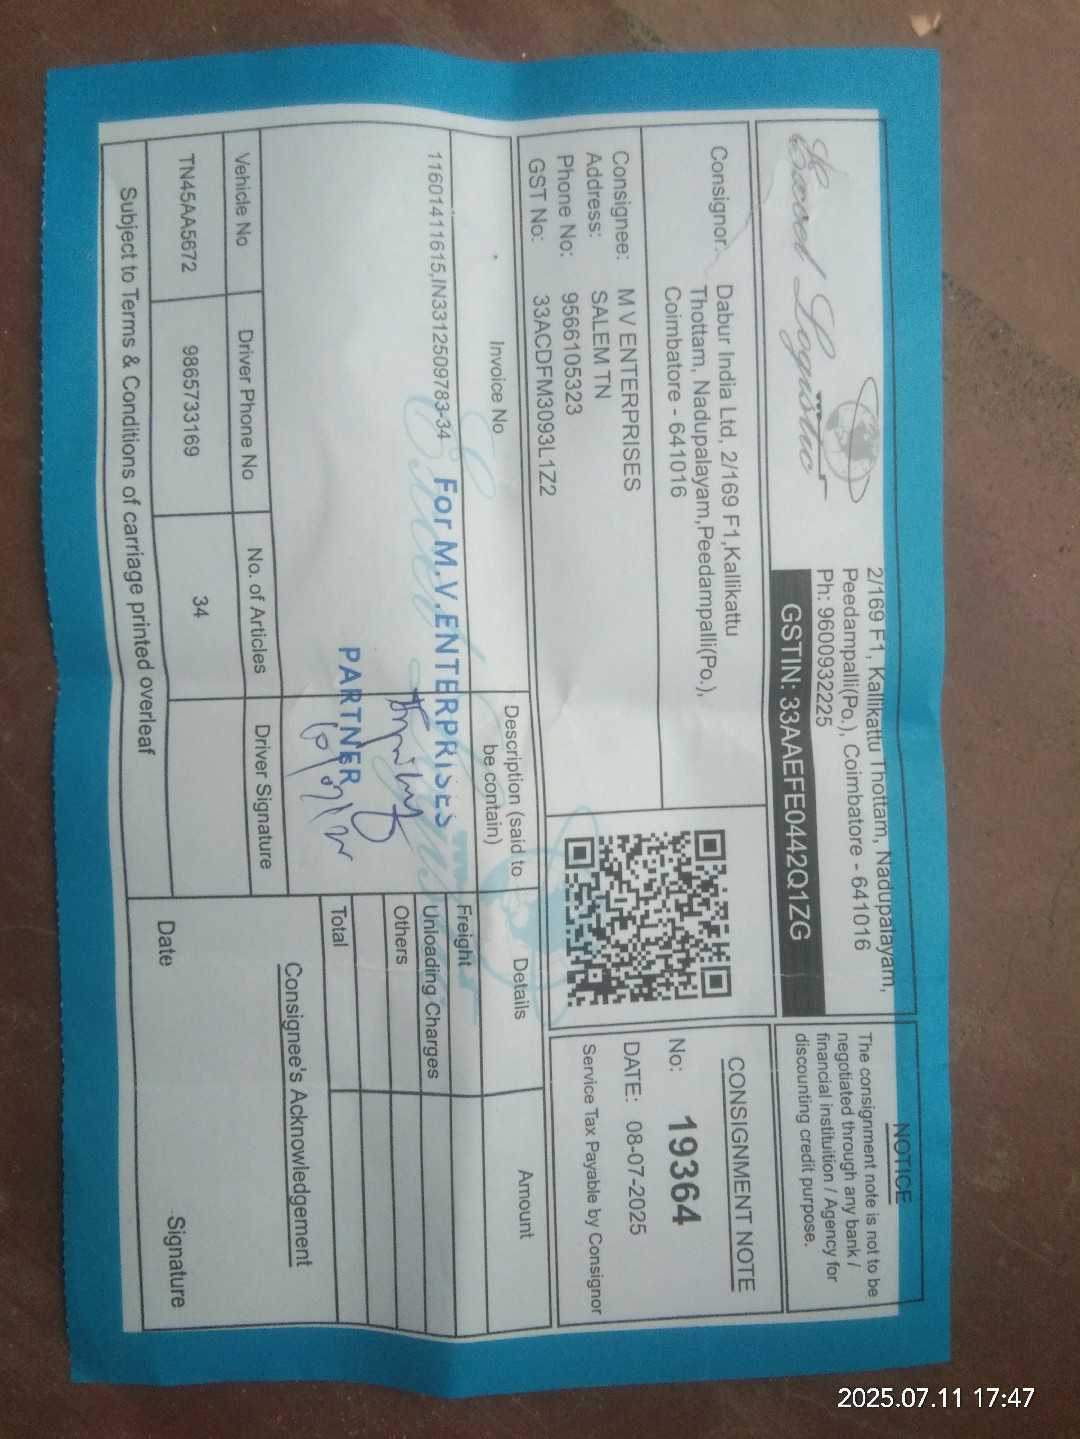 Excel Logistic
2/169 F1, Kallikattu Thottam, Nadupalayam,
Peedampalli(Po.), Coimbatore - 641016
Ph: 9600932225
GSTIN: 33AAEFE0442Q1ZG
NOTICE
The consignment note is not to be
negotiated through any bank /
financial instituition / Agency for
discounting credit purpose.
Consignor: Dabur India Ltd, 2/169 F1,Kallikattu
Thottam, Nadupalayam,Peedampalli(Po.),
Coimbatore - 641016
CONSIGNMENT NOTE
No: 19364
DATE: 08-07-2025
Service Tax Payable by Consignor
Consignee: M V ENTERPRISES
Address: SALEM TN
Phone No: 9566105323
GST No: 33ACDFM3093L1Z2
Invoice No
Description (said to
be contain)
Details
Amount
11601411615,IN3312509783-34
Freight
Unloading Charges
Others
Total
For M.V.ENTERPRISES
PARTNER
Vehicle No
Driver Phone No
No. of Articles
Driver Signature
TN45AA5672
9865733169
34
Consignee's Acknowledgement
Date
Signature
Subject to Terms & Conditions of carriage printed overleaf
2025.07.11 17:47